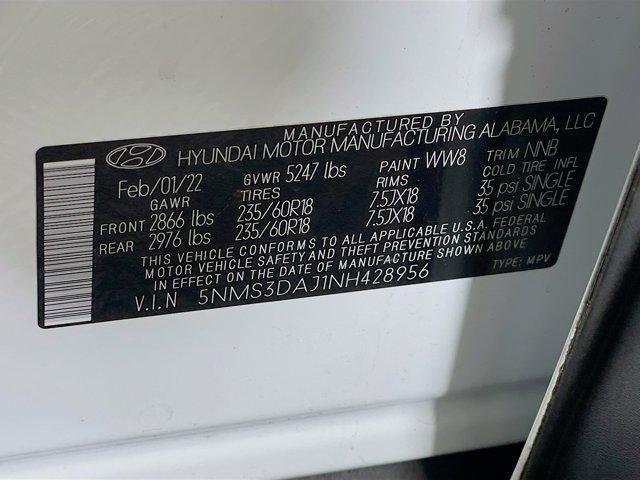 MANUFACTURED BY
HYUNDAI MOTOR MANUFACTURING ALABAMA, LLC
Feb/01/22 GVWR 5247 lbs PAINT WW8 TRIM NNB
GAWR TIRES RIMS COLD TIRE INFL
FRONT 2866 lbs 235/60R18 7.5JX18 35 psi SINGLE
REAR 2976 lbs 235/60R18 7.5JX18 35 psi SINGLE
THIS VEHICLE CONFORMS TO ALL APPLICABLE U.S.A. FEDERAL
MOTOR VEHICLE SAFETY AND THEFT PREVENTION STANDARDS
IN EFFECT ON THE DATE OF MANUFACTURE SHOWN ABOVE
V.I.N 5NMS3DAJ1NH428956 TYPE: MPV